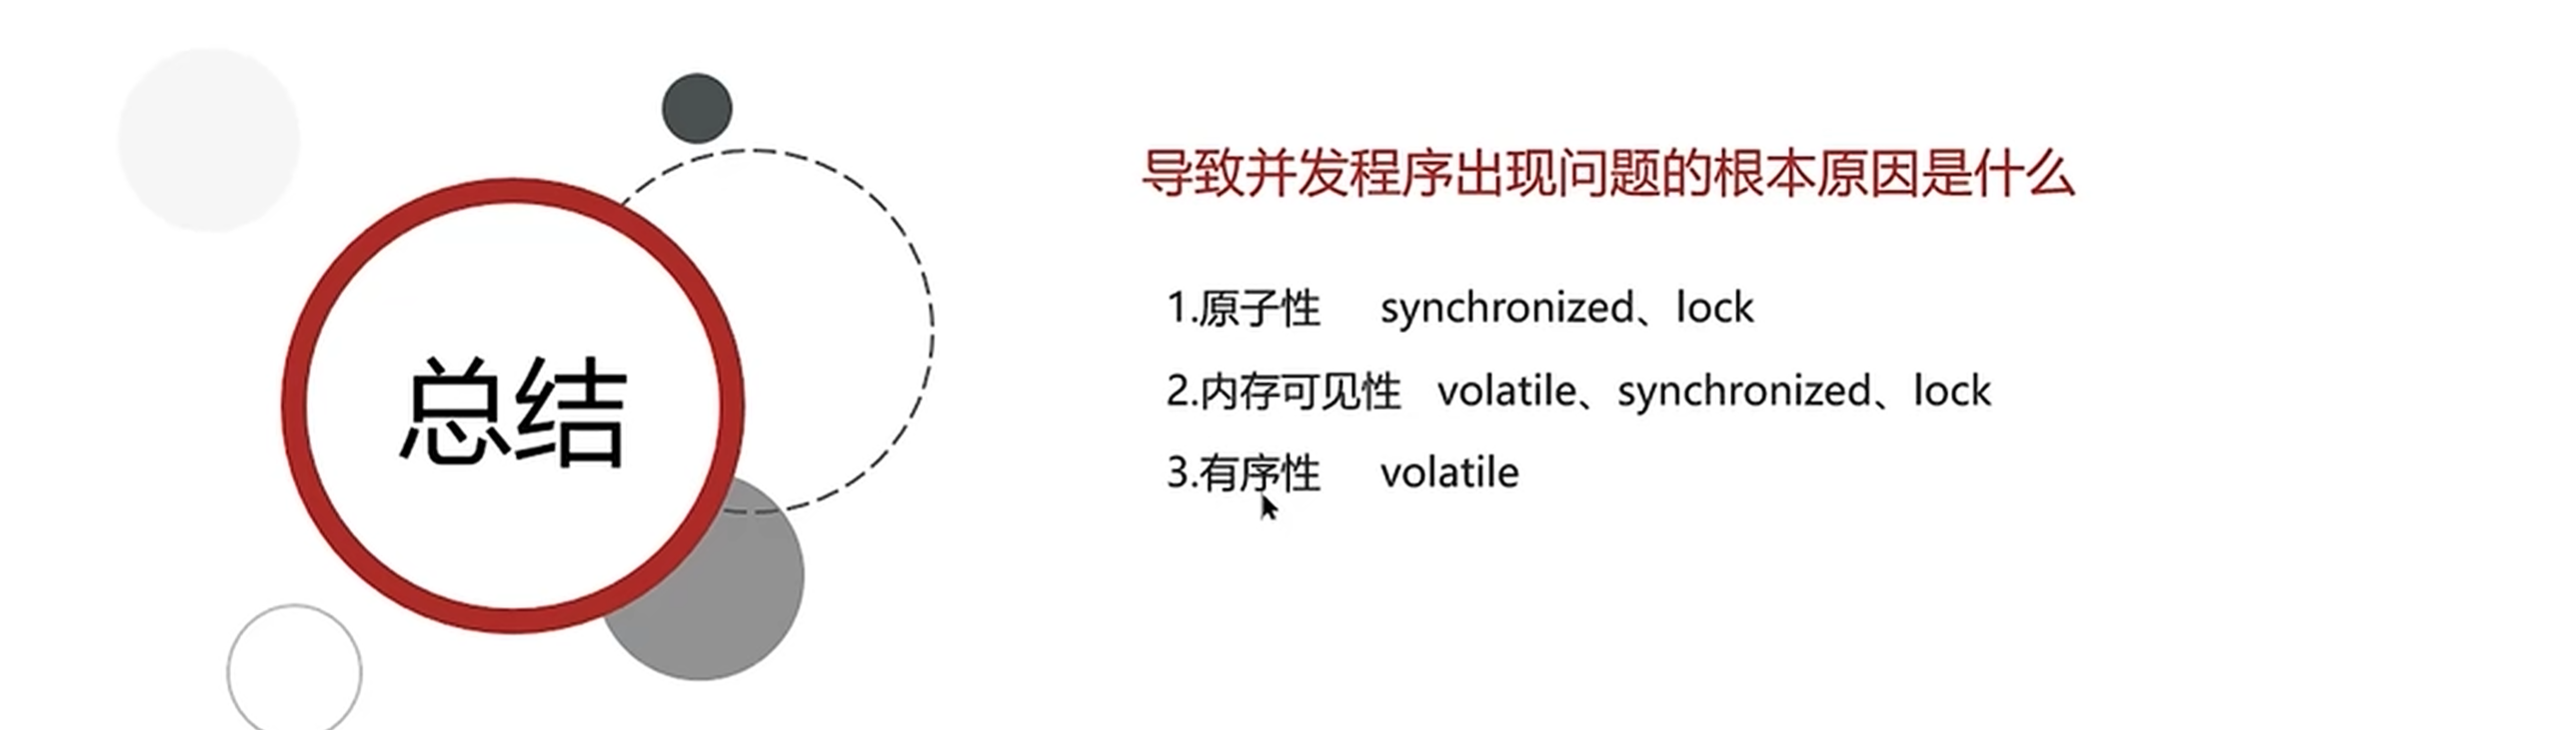 总结
导致并发程序出现问题的根本原因是什么
1.原子性 synchronized、lock
2.内存可见性 volatile、synchronized、lock
3.有序性 volatile